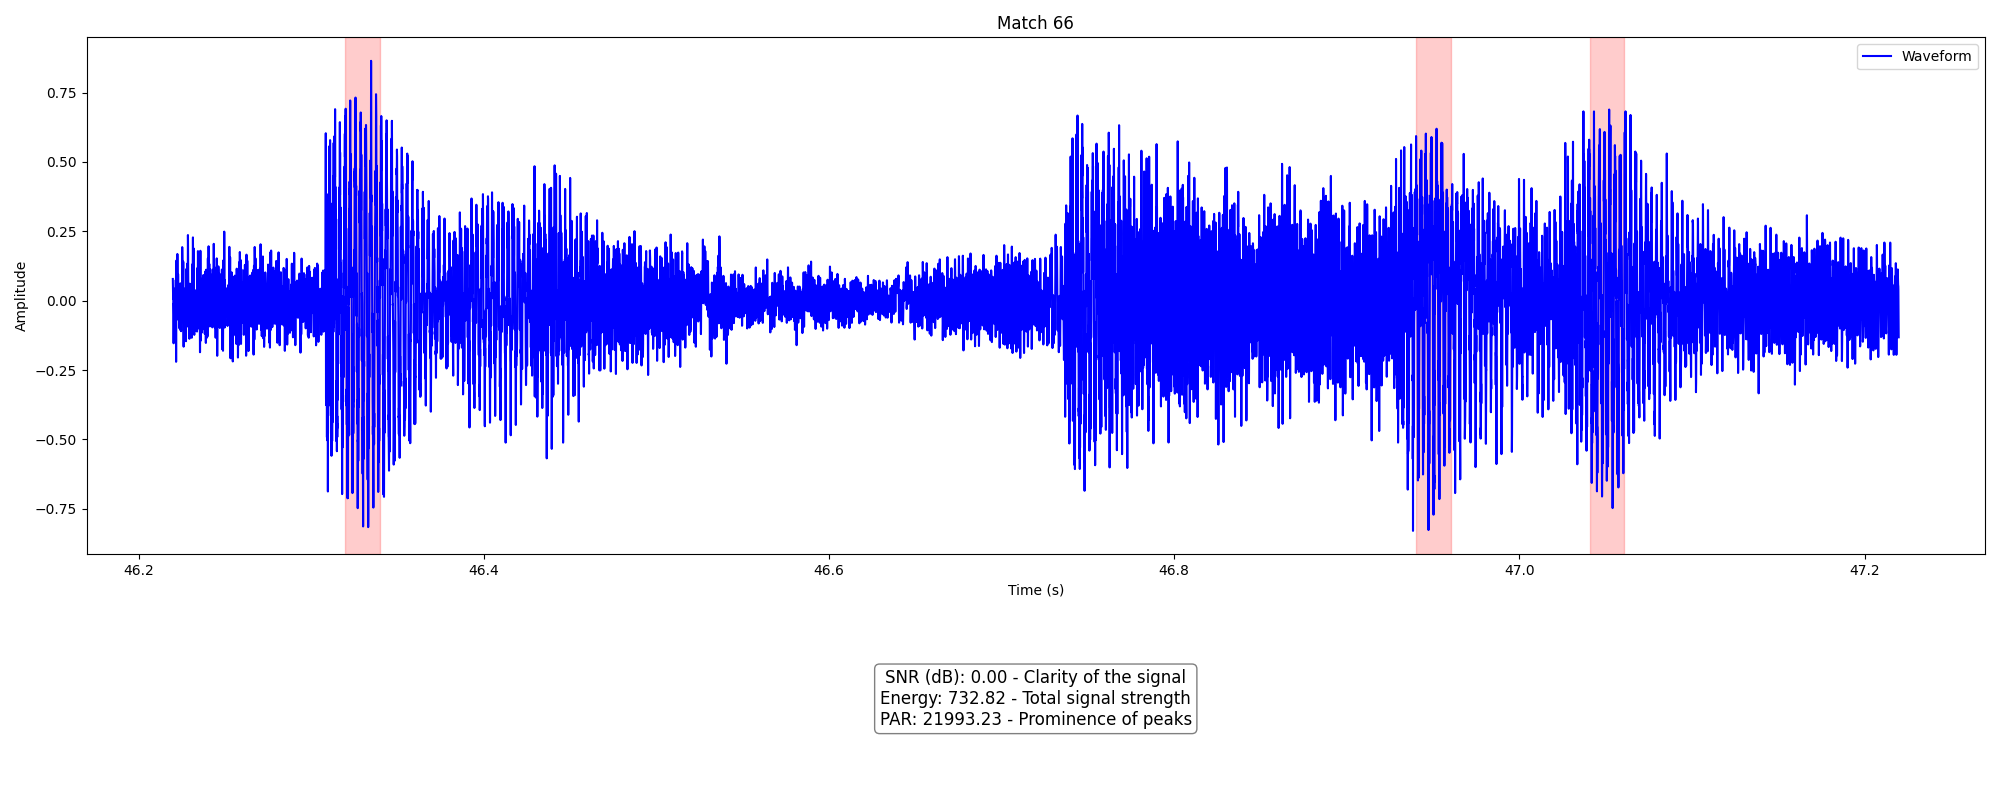 Match 66
Waveform
Amplitude
0.75
0.50
0.25
0.00
−0.25
−0.50
−0.75
46.2 46.4 46.6 46.8 47.0 47.2
Time (s)
SNR (dB): 0.00 - Clarity of the signal
Energy: 732.82 - Total signal strength
PAR: 21993.23 - Prominence of peaks